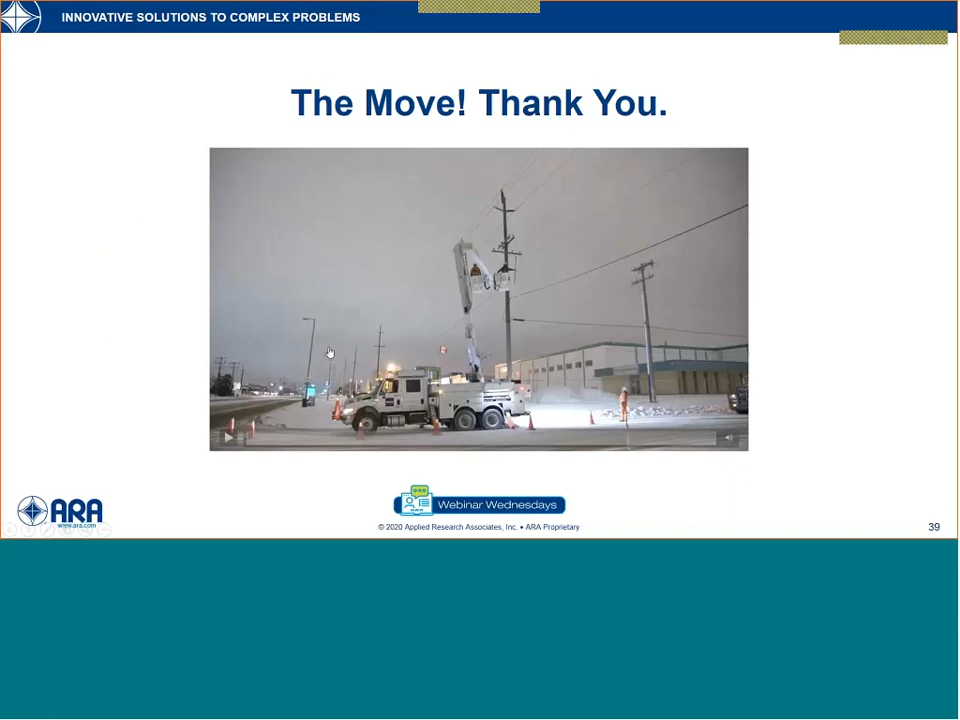 INNOVATIVE SOLUTIONS TO COMPLEX PROBLEMS
The Move! Thank You.
ARA
www.ara.com
Webinar Wednesdays
© 2020 Applied Research Associates, Inc. • ARA Proprietary
39